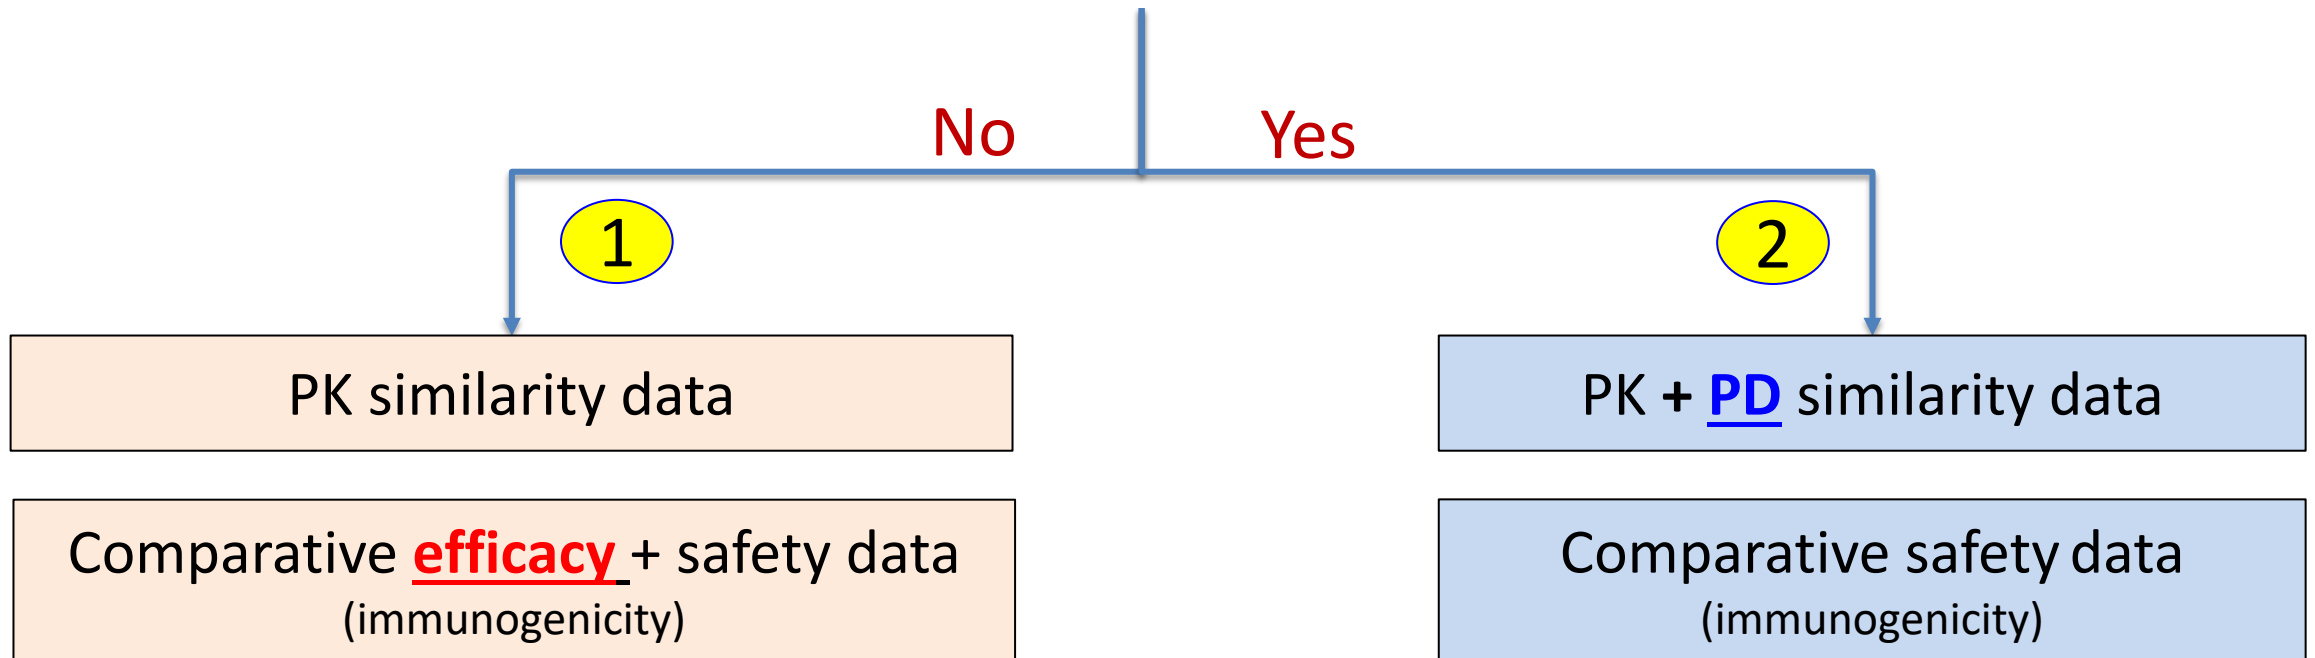 No
Yes
1
2
PK similarity data
PK + PD similarity data
Comparative efficacy + safety data
(immunogenicity)
Comparative safety data
(immunogenicity)